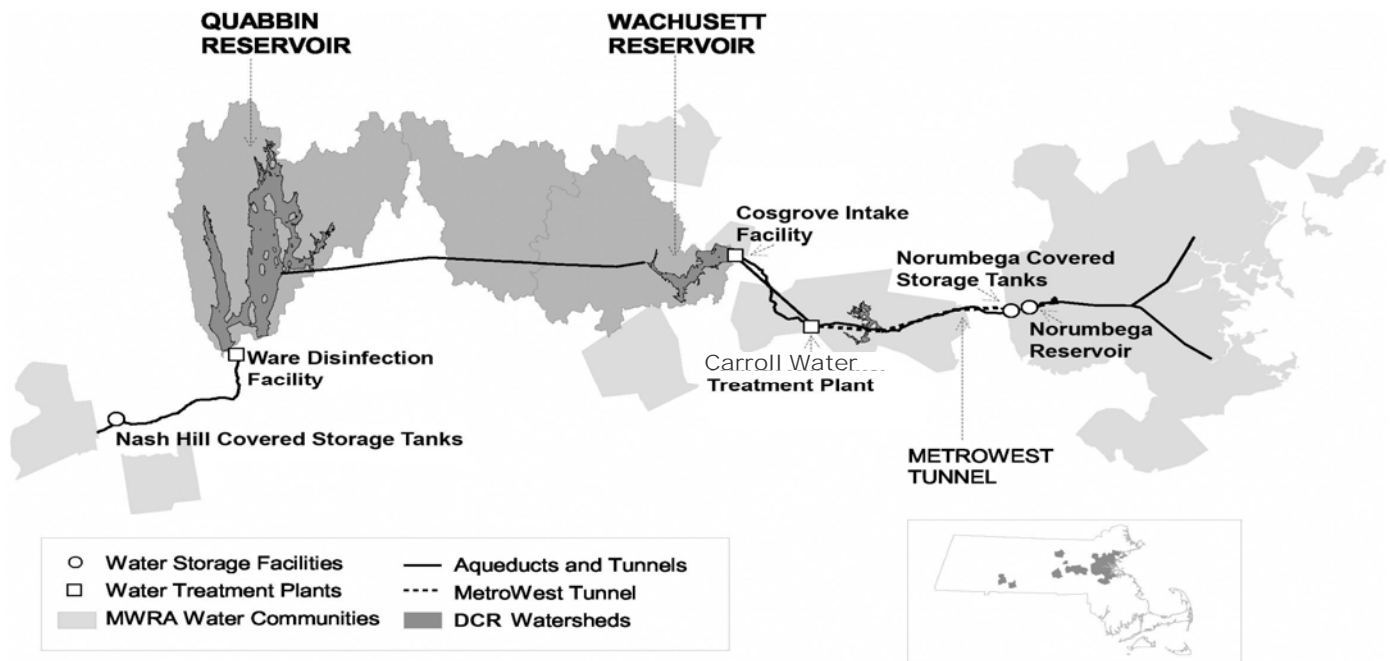 QUABBIN
RESERVOIR
WACHUSETT
RESERVOIR
Cosgrove Intake
Facility
Norumbega Covered
Storage Tanks
Norumbega
Reservoir
Ware Disinfection
Facility
Carroll Water
Treatment Plant
Nash Hill Covered Storage Tanks
METROWEST
TUNNEL
Water Storage Facilities
Water Treatment Plants
MWRA Water Communities
Aqueducts and Tunnels
MetroWest Tunnel
DCR Watersheds